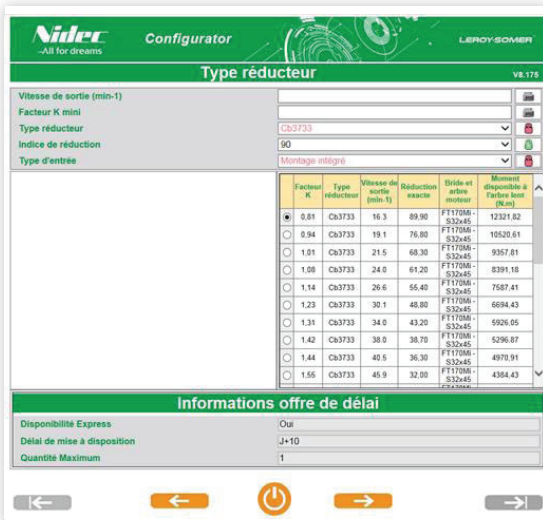 Nidec
-All for dreams
Configurator
LEROY-SOMER
Type réducteur
V8.175
Vitesse de sortie (min-1)
Facteur K mini
Type réducteur Cb3733
Indice de réduction 90
Type d'entrée Montage intégré
Facteur K Type réducteur Vitesse de sortie (min-1) Réduction exacte Bride et arbre moteur Moment disponible à l'arbre lent (N.m)
0,81 Cb3733 16.3 89,90 FT170Mi - S32x45 12321,82
0,94 Cb3733 19.1 76,80 FT170Mi - S32x45 10520,61
1,01 Cb3733 21.5 68,30 FT170Mi - S32x45 9357,81
1,08 Cb3733 24.0 61,20 FT170Mi - S32x45 8391,18
1,14 Cb3733 26.6 55,40 FT170Mi - S32x45 7587,41
1,23 Cb3733 30.1 48,80 FT170Mi - S32x45 6694,43
1,31 Cb3733 34.0 43,20 FT170Mi - S32x45 5926,05
1,42 Cb3733 38.0 38,70 FT170Mi - S32x45 5296,87
1,44 Cb3733 40.5 36,30 FT170Mi - S32x45 4970,91
1,55 Cb3733 45.9 32,00 FT170Mi - S32x45 4384,43
Informations offre de délai
Disponibilité Express Oui
Délai de mise à disposition J+10
Quantité Maximum 1